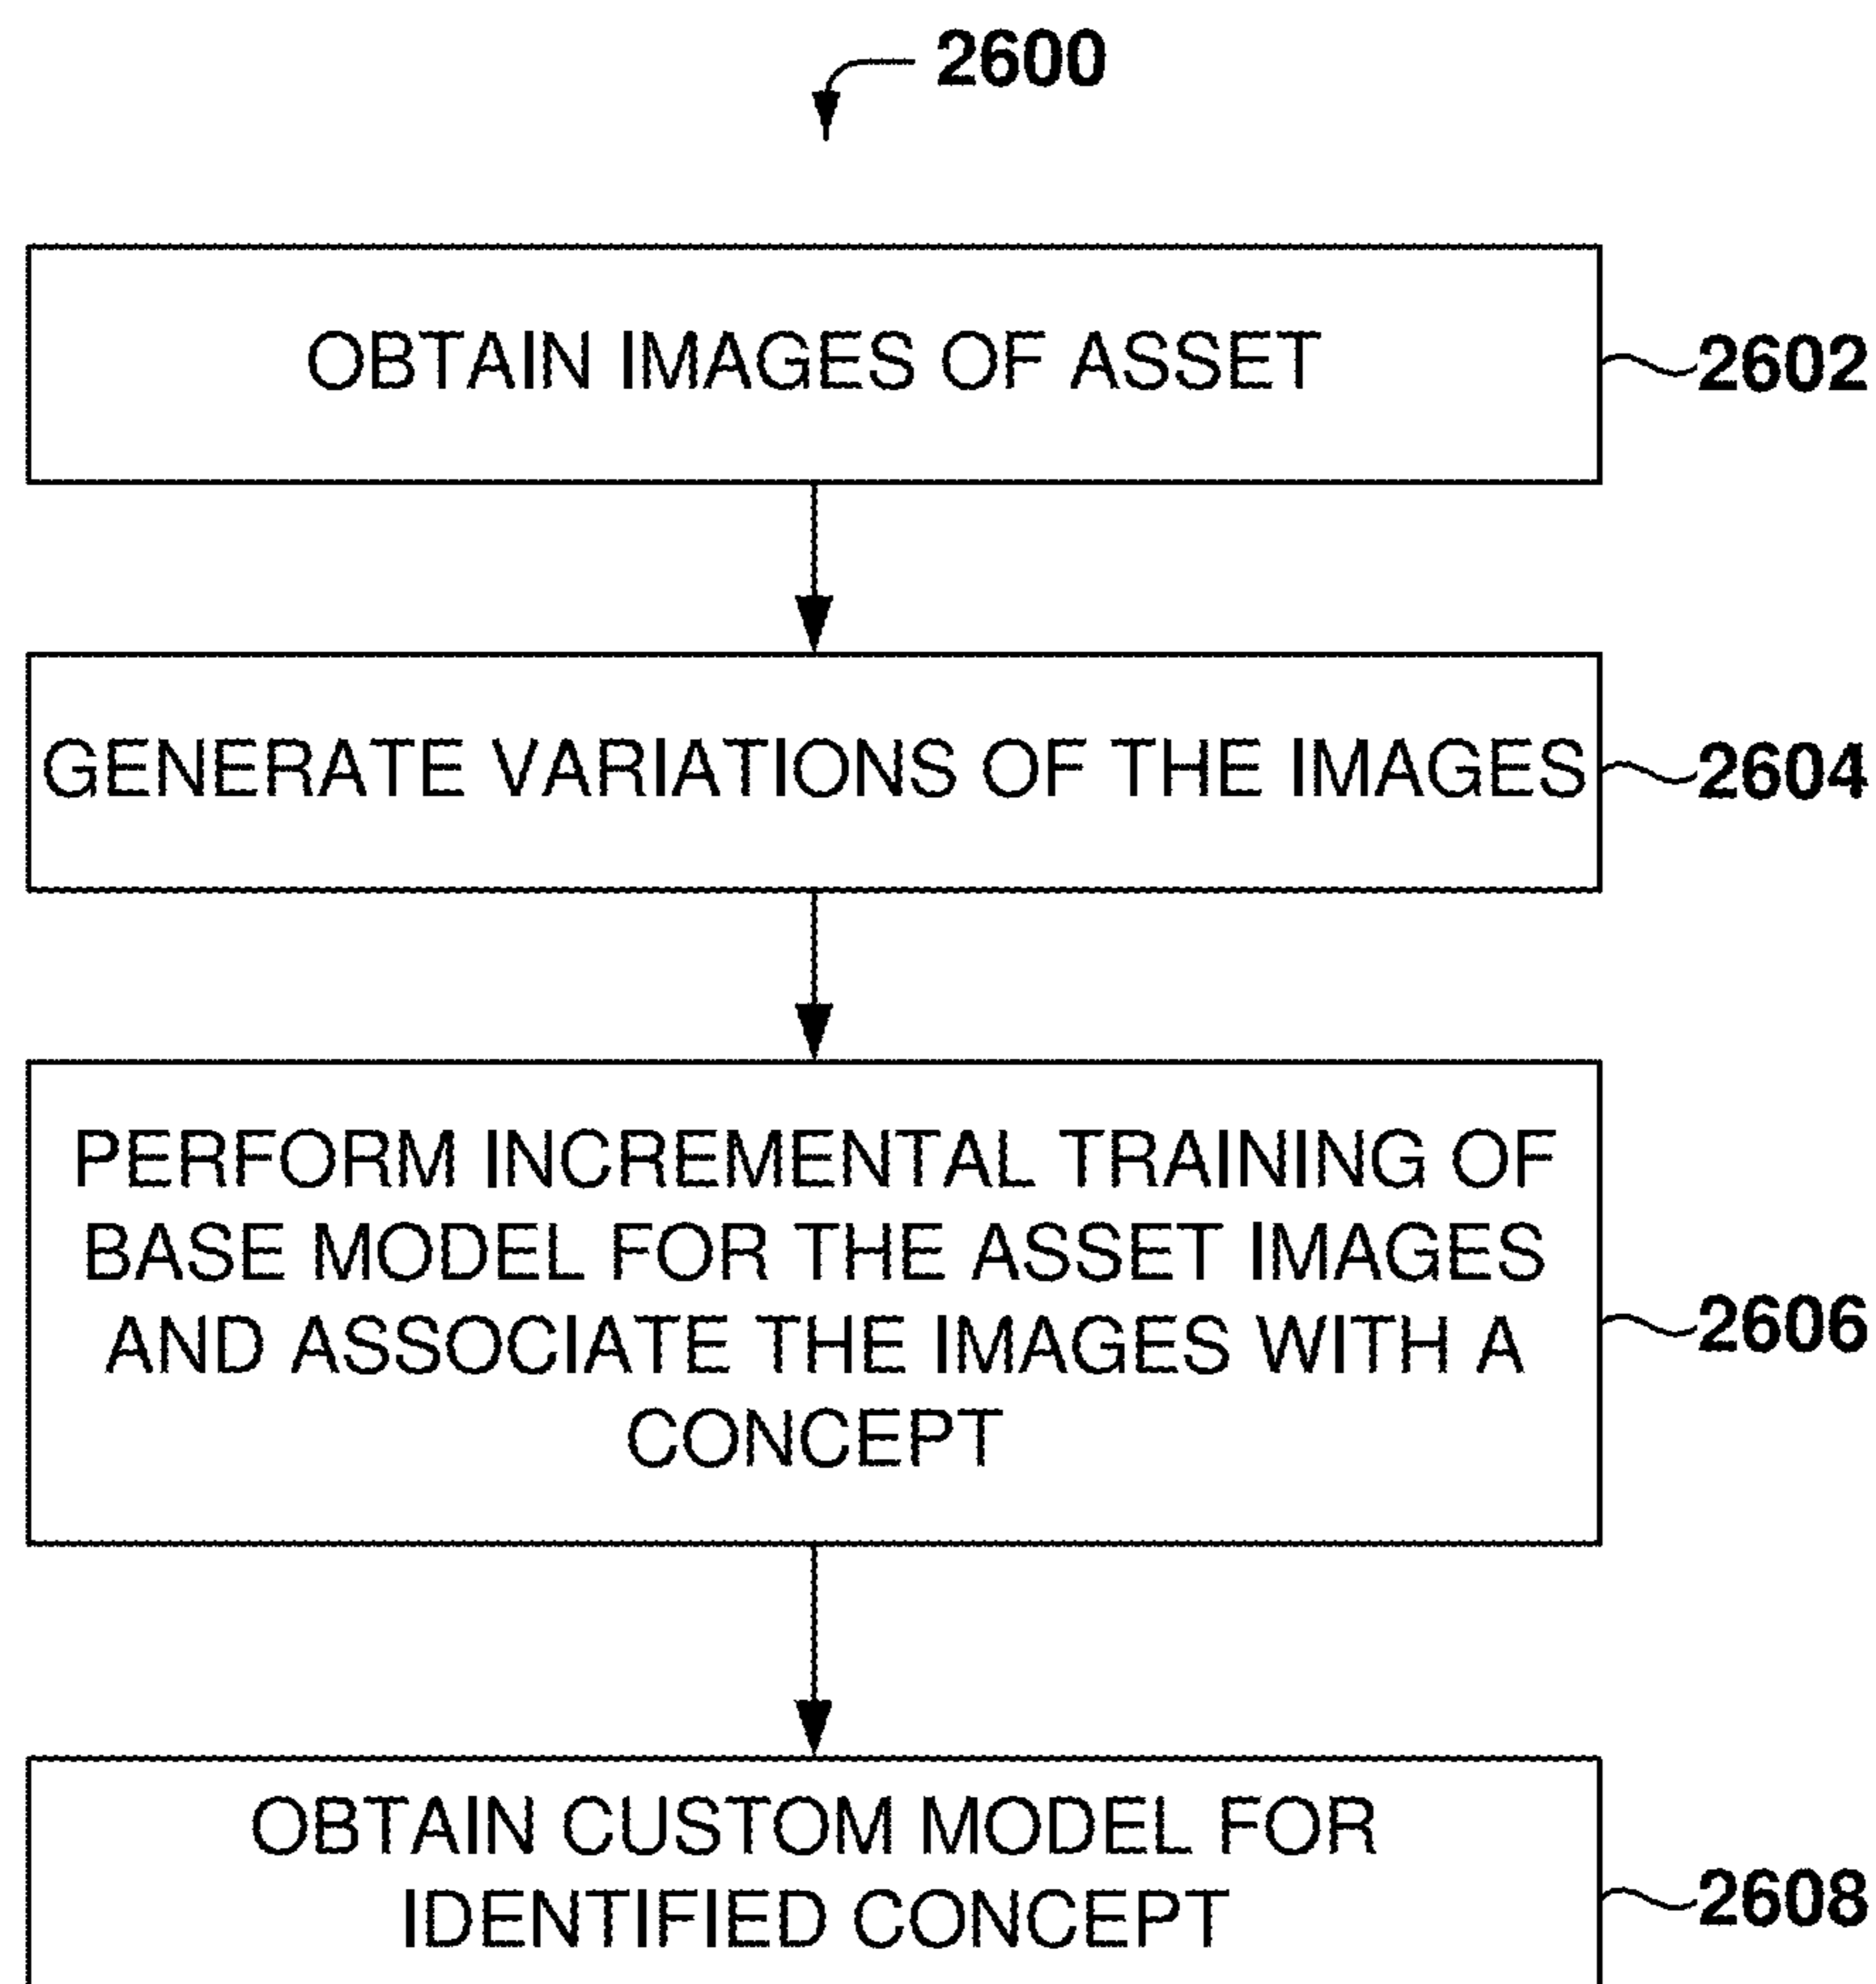 2600
OBTAIN IMAGES OF ASSET
2602
GENERATE VARIATIONS OF THE IMAGES
2604
PERFORM INCREMENTAL TRAINING OF
BASE MODEL FOR THE ASSET IMAGES
AND ASSOCIATE THE IMAGES WITH A
CONCEPT
2606
OBTAIN CUSTOM MODEL FOR
IDENTIFIED CONCEPT
2608